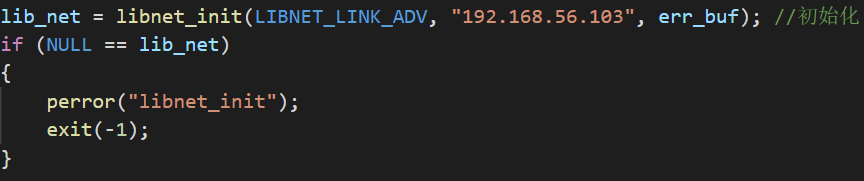 lib_net = libnet_init(LIBNET_LINK_ADV, "192.168.56.103", err_buf); //初始化
if (NULL == lib_net)
{
    perror("libnet_init");
    exit(-1);
}